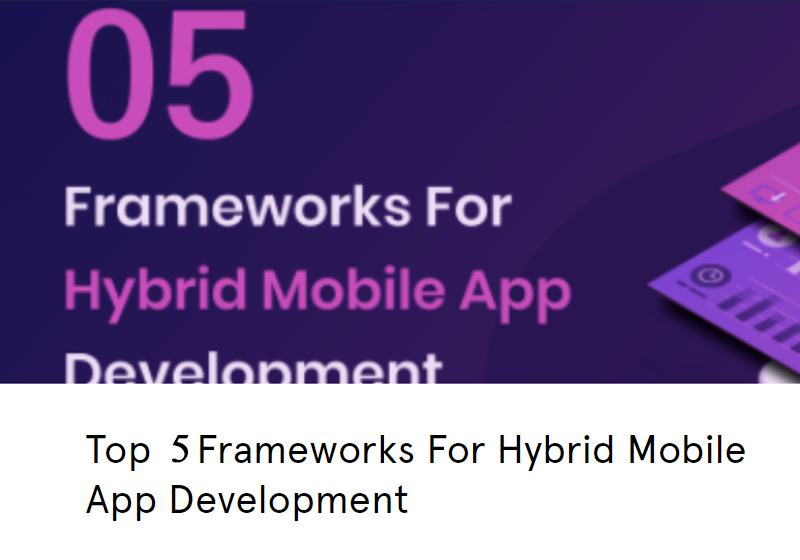 05
Frameworks For
Hybrid Mobile App
Development
Top 5 Frameworks For Hybrid Mobile
App Development